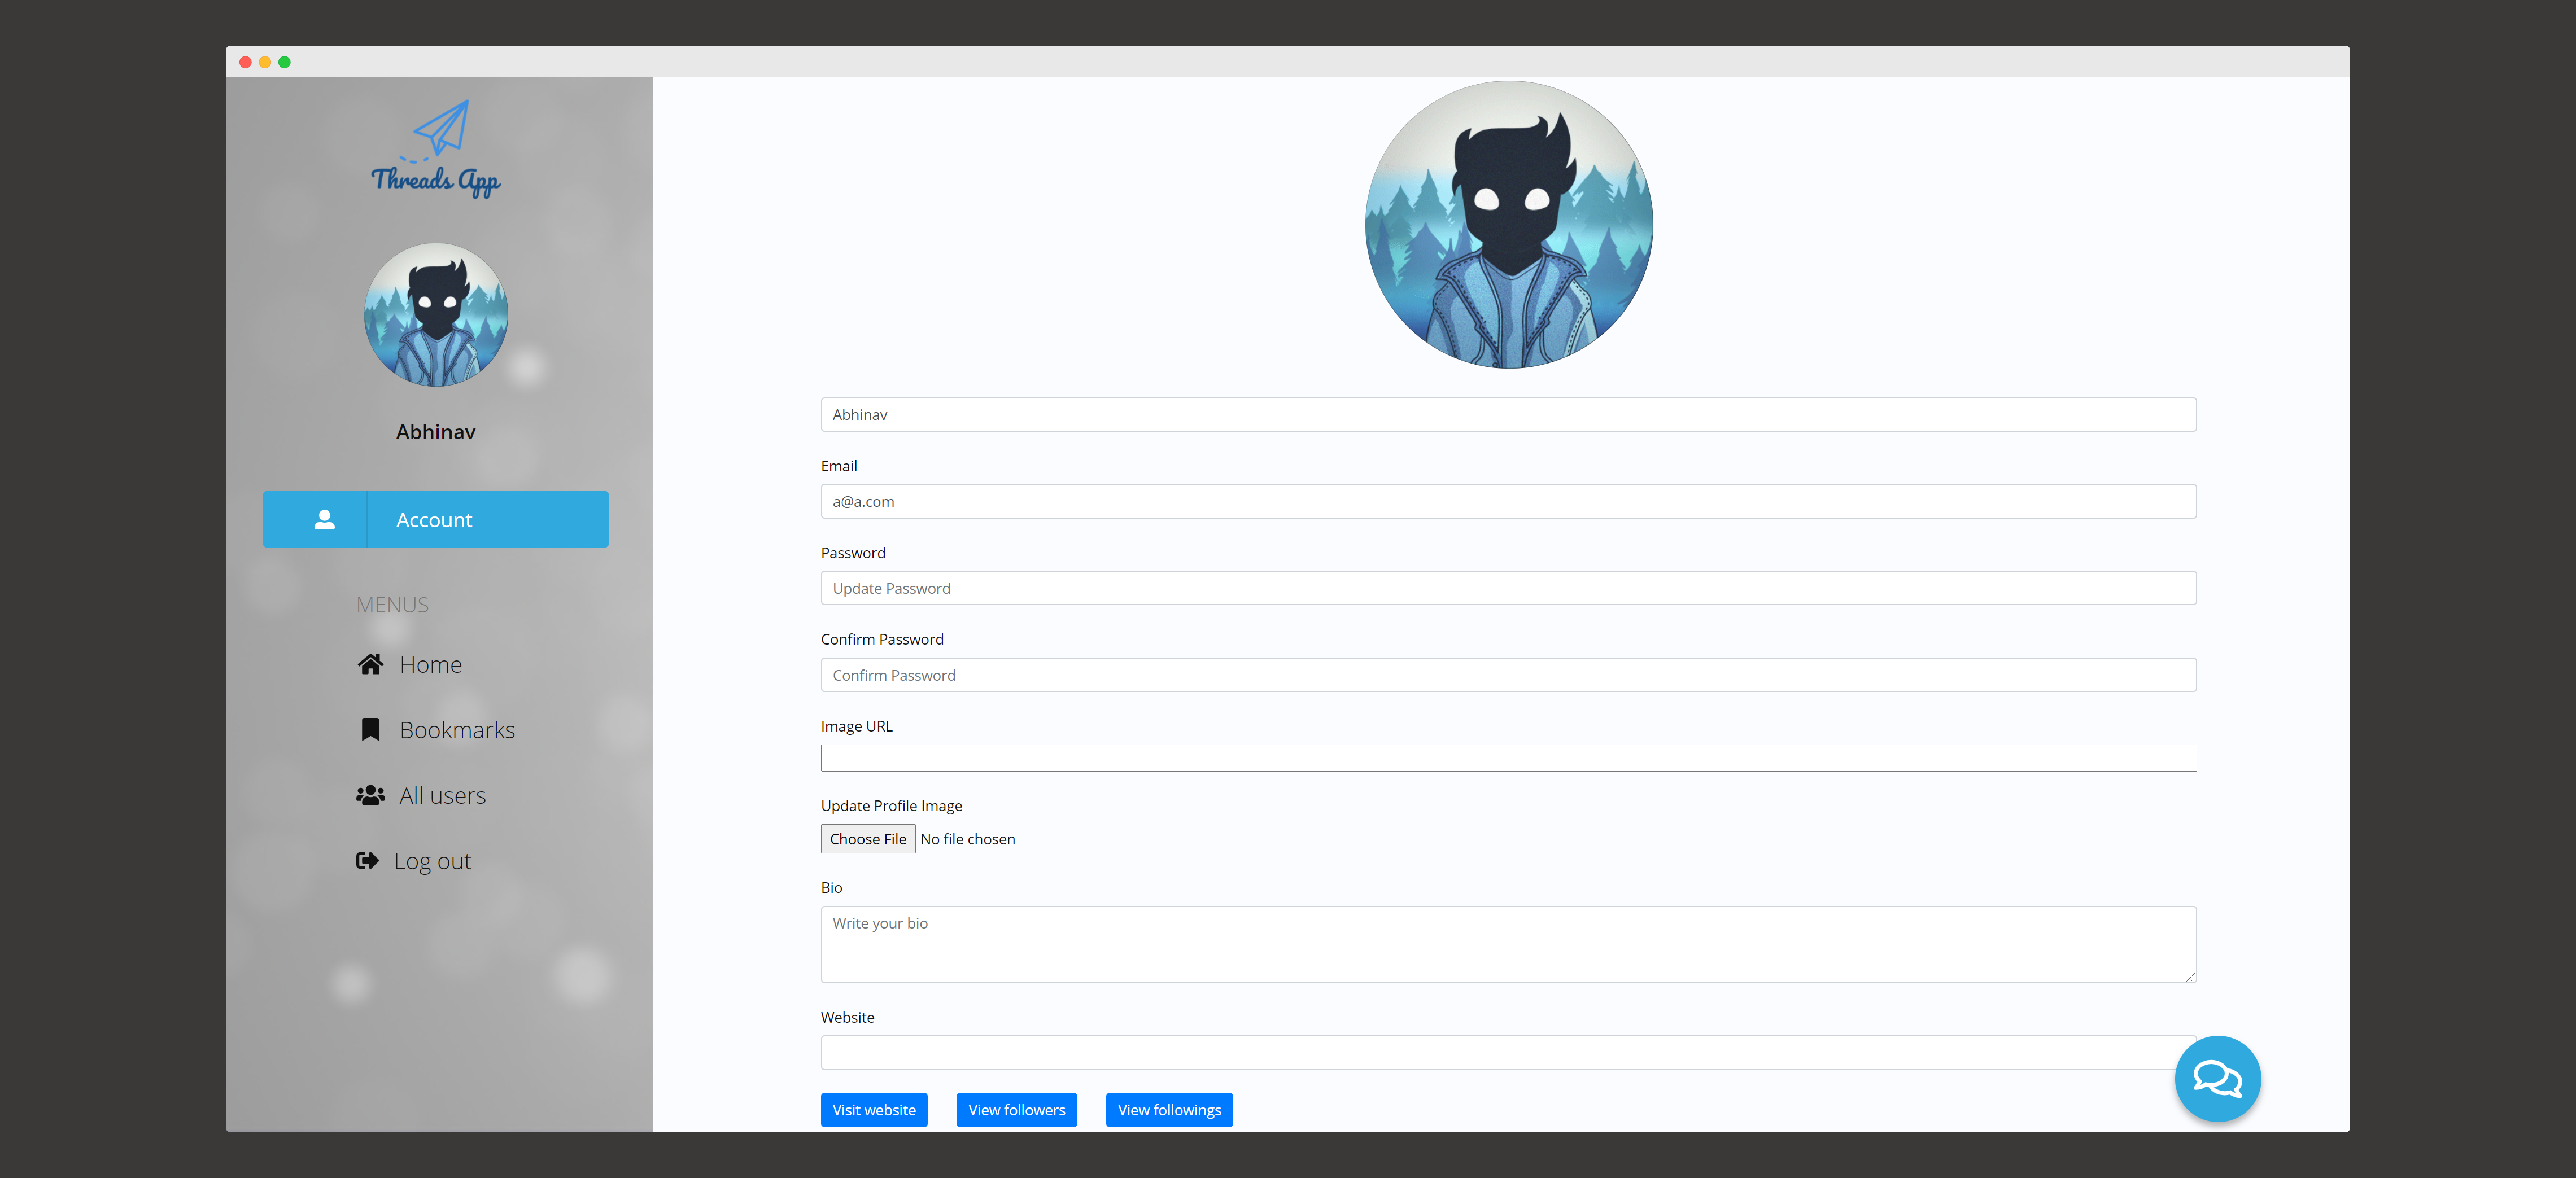 Threads App
Abhinav
Account
MENUS
Home
Bookmarks
All users
Log out
Abhinav
Email
a@a.com
Password
Update Password
Confirm Password
Confirm Password
Image URL
Update Profile Image
Choose File No file chosen
Bio
Write your bio
Website
Visit website View followers View followings